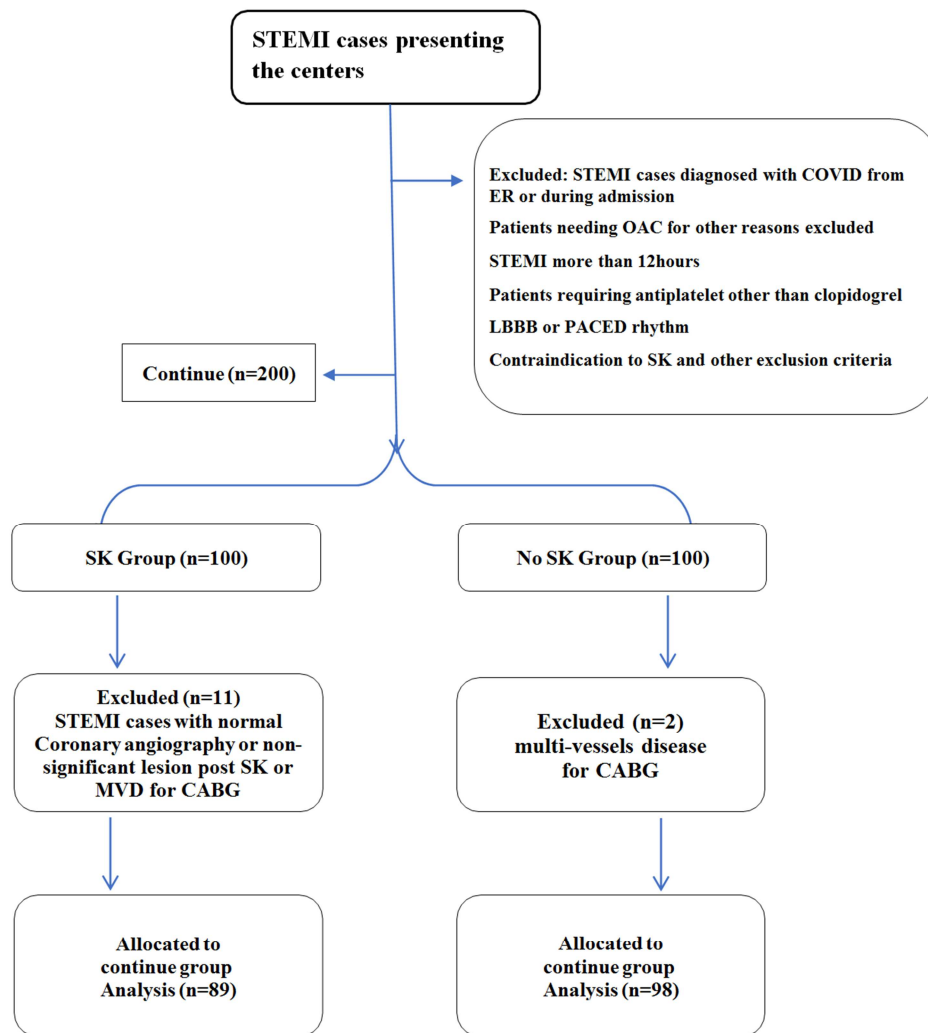 STEMI cases presenting
the centers
Excluded: STEMI cases diagnosed with COVID from
ER or during admission
Patients needing OAC for other reasons excluded
STEMI more than 12hours
Patients requiring antiplatelet other than clopidogrel
LBBB or PACED rhythm
Contraindication to SK and other exclusion criteria
Continue (n=200)
SK Group (n=100)
No SK Group (n=100)
Excluded (n=11)
STEMI cases with normal
Coronary angiography or non-
significant lesion post SK or
MVD for CABG
Excluded (n=2)
multi-vessels disease
for CABG
Allocated to
continue group
Analysis (n=89)
Allocated to
continue group
Analysis (n=98)